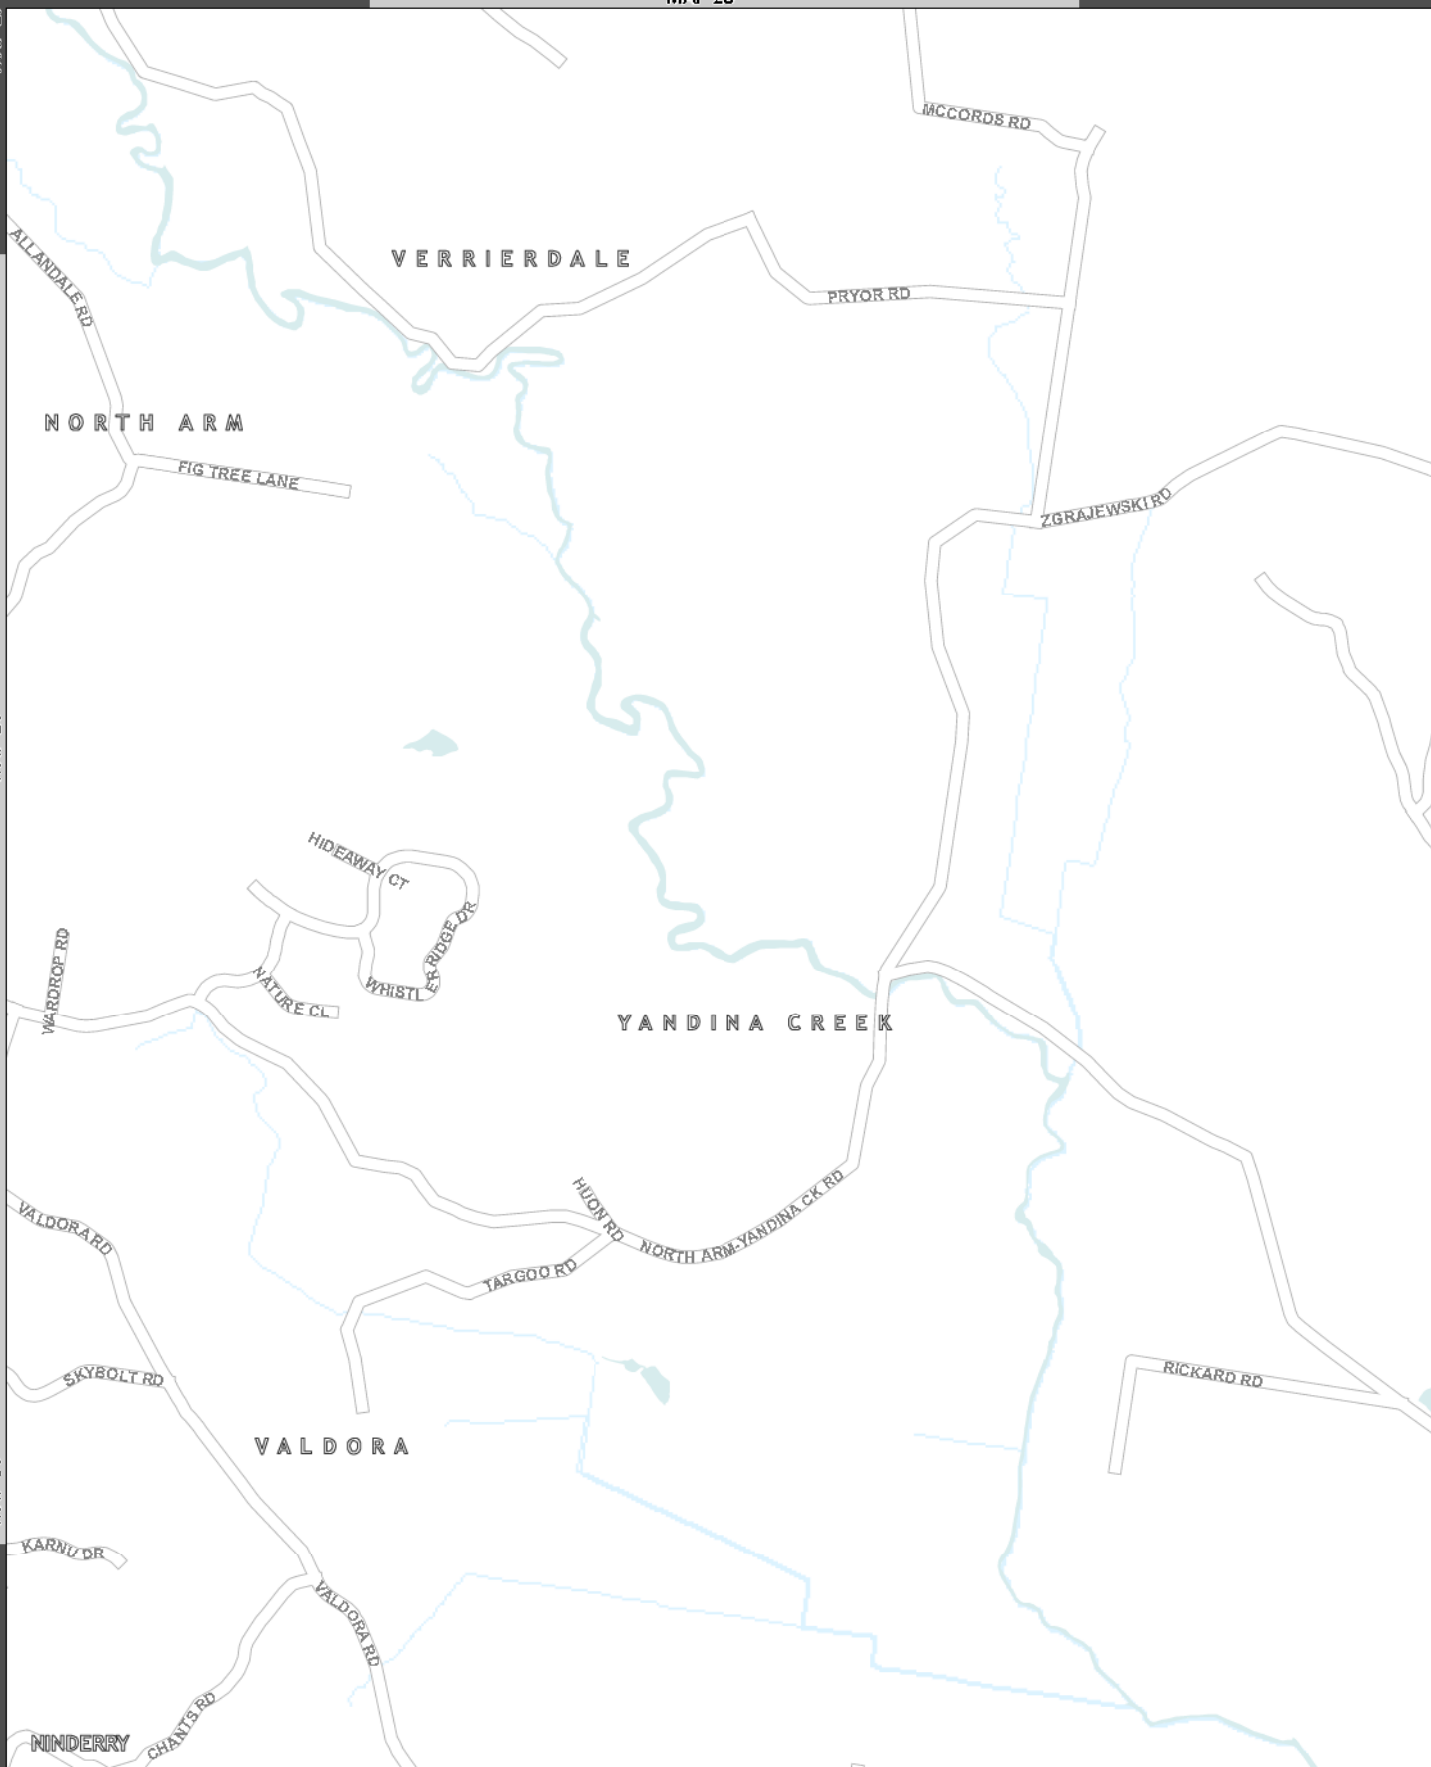 MAP 28
MCCORDS RD
ALLANDALE RD
VERRIERDALE
PRYOR RD
NORTH ARM
FIG TREE LANE
ZGRAJEWSKI RD
HIDEAWAY CT
WHISTLER RIDGE DR
WARDROP RD
NATURE CL
YANDINA CREEK
HUON RD
VALDORA RD
NORTH ARM-YANDINA CK RD
TARGOO RD
SKYBOLT RD
RICKARD RD
VALDORA
KARNU DR
VALDORA RD
CHANTS RD
NINDERRY